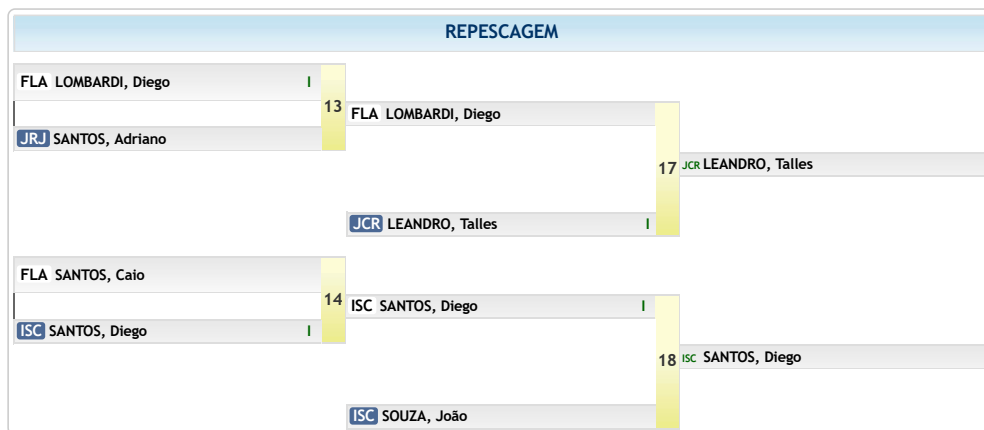 REPESCAGEM
FLA LOMBARDI, Diego I
13
JRJ SANTOS, Adriano
FLA LOMBARDI, Diego
17
JCR LEANDRO, Talles
JCR LEANDRO, Talles I
FLA SANTOS, Caio
14
ISC SANTOS, Diego I
ISC SANTOS, Diego I
18
ISC SANTOS, Diego
ISC SOUZA, João